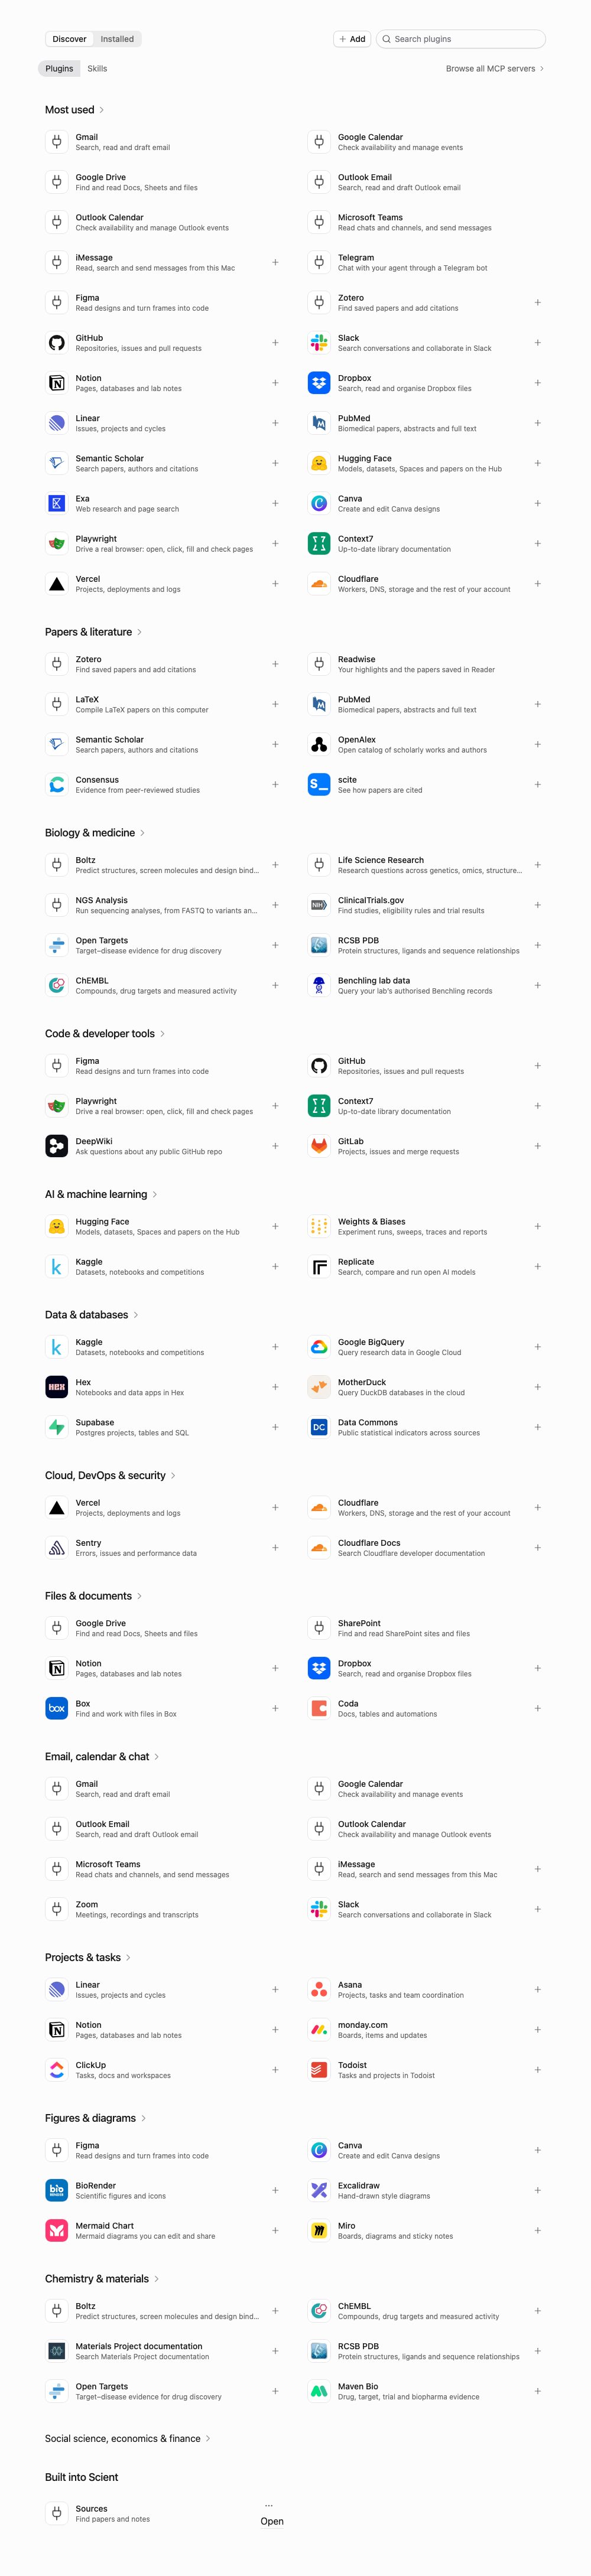 Discover Installed
Add
Search plugins
Plugins Skills
Browse all MCP servers
Most used
Gmail
Search, read and draft email
Google Calendar
Check availability and manage events
Google Drive
Find and read Docs, Sheets and files
Outlook Email
Search, read and draft Outlook email
Outlook Calendar
Check availability and manage Outlook events
Microsoft Teams
Read chats and channels, and send messages
iMessage
Read, search and send messages from this Mac
Telegram
Chat with your agent through a Telegram bot
Figma
Read designs and turn frames into code
Zotero
Find saved papers and add citations
GitHub
Repositories, issues and pull requests
Slack
Search conversations and collaborate in Slack
Notion
Pages, databases and lab notes
Dropbox
Search, read and organise Dropbox files
Linear
Issues, projects and cycles
PubMed
Biomedical papers, abstracts and full text
Semantic Scholar
Search papers, authors and citations
Hugging Face
Models, datasets, Spaces and papers on the Hub
Exa
Web research and page search
Canva
Create and edit Canva designs
Playwright
Drive a real browser: open, click, fill and check pages
Context7
Up-to-date library documentation
Vercel
Projects, deployments and logs
Cloudflare
Workers, DNS, storage and the rest of your account
Papers & literature
Zotero
Find saved papers and add citations
Readwise
Your highlights and the papers saved in Reader
LaTeX
Compile LaTeX papers on this computer
PubMed
Biomedical papers, abstracts and full text
Semantic Scholar
Search papers, authors and citations
OpenAlex
Open catalog of scholarly works and authors
Consensus
Evidence from peer-reviewed studies
scite
See how papers are cited
Biology & medicine
Boltz
Predict structures, screen molecules and design bind...
Life Science Research
Research questions across genetics, omics, structure...
NGS Analysis
Run sequencing analyses, from FASTQ to variants an...
NIH
ClinicalTrials.gov
Find studies, eligibility rules and trial results
Open Targets
Target–disease evidence for drug discovery
RCSB PDB
Protein structures, ligands and sequence relationships
ChEMBL
Compounds, drug targets and measured activity
Benchling lab data
Query your lab's authorised Benchling records
Code & developer tools
Figma
Read designs and turn frames into code
GitHub
Repositories, issues and pull requests
Playwright
Drive a real browser: open, click, fill and check pages
Context7
Up-to-date library documentation
DeepWiki
Ask questions about any public GitHub repo
GitLab
Projects, issues and merge requests
AI & machine learning
Hugging Face
Models, datasets, Spaces and papers on the Hub
Weights & Biases
Experiment runs, sweeps, traces and reports
k
Kaggle
Datasets, notebooks and competitions
Replicate
Search, compare and run open AI models
Data & databases
k
Kaggle
Datasets, notebooks and competitions
Google BigQuery
Query research data in Google Cloud
HEX
Hex
Notebooks and data apps in Hex
MotherDuck
Query DuckDB databases in the cloud
Supabase
Postgres projects, tables and SQL
DC
Data Commons
Public statistical indicators across sources
Cloud, DevOps & security
Vercel
Projects, deployments and logs
Cloudflare
Workers, DNS, storage and the rest of your account
Sentry
Errors, issues and performance data
Cloudflare Docs
Search Cloudflare developer documentation
Files & documents
Google Drive
Find and read Docs, Sheets and files
SharePoint
Find and read SharePoint sites and files
Notion
Pages, databases and lab notes
Dropbox
Search, read and organise Dropbox files
box
Box
Find and work with files in Box
Coda
Docs, tables and automations
Email, calendar & chat
Gmail
Search, read and draft email
Google Calendar
Check availability and manage events
Outlook Email
Search, read and draft Outlook email
Outlook Calendar
Check availability and manage Outlook events
Microsoft Teams
Read chats and channels, and send messages
iMessage
Read, search and send messages from this Mac
Zoom
Meetings, recordings and transcripts
Slack
Search conversations and collaborate in Slack
Projects & tasks
Linear
Issues, projects and cycles
Asana
Projects, tasks and team coordination
Notion
Pages, databases and lab notes
monday.com
Boards, items and updates
ClickUp
Tasks, docs and workspaces
Todoist
Tasks and projects in Todoist
Figures & diagrams
Figma
Read designs and turn frames into code
Canva
Create and edit Canva designs
bio
BioRender
Scientific figures and icons
Excalidraw
Hand-drawn style diagrams
Mermaid Chart
Mermaid diagrams you can edit and share
Miro
Boards, diagrams and sticky notes
Chemistry & materials
Boltz
Predict structures, screen molecules and design bind...
ChEMBL
Compounds, drug targets and measured activity
Materials Project documentation
Search Materials Project documentation
RCSB PDB
Protein structures, ligands and sequence relationships
Open Targets
Target–disease evidence for drug discovery
Maven Bio
Drug, target, trial and biopharma evidence
Social science, economics & finance
Built into Scient
Sources
Find papers and notes
...
Open